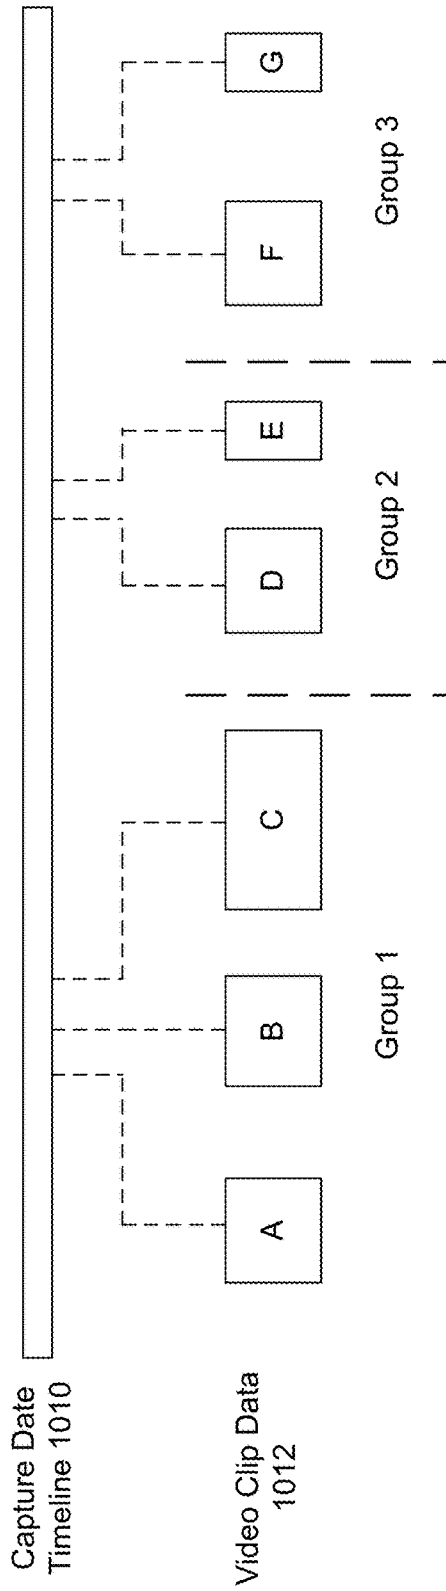 Capture Date
Timeline 1010
Video Clip Data
1012
A
B
C
D
E
F
G
Group 1
Group 2
Group 3